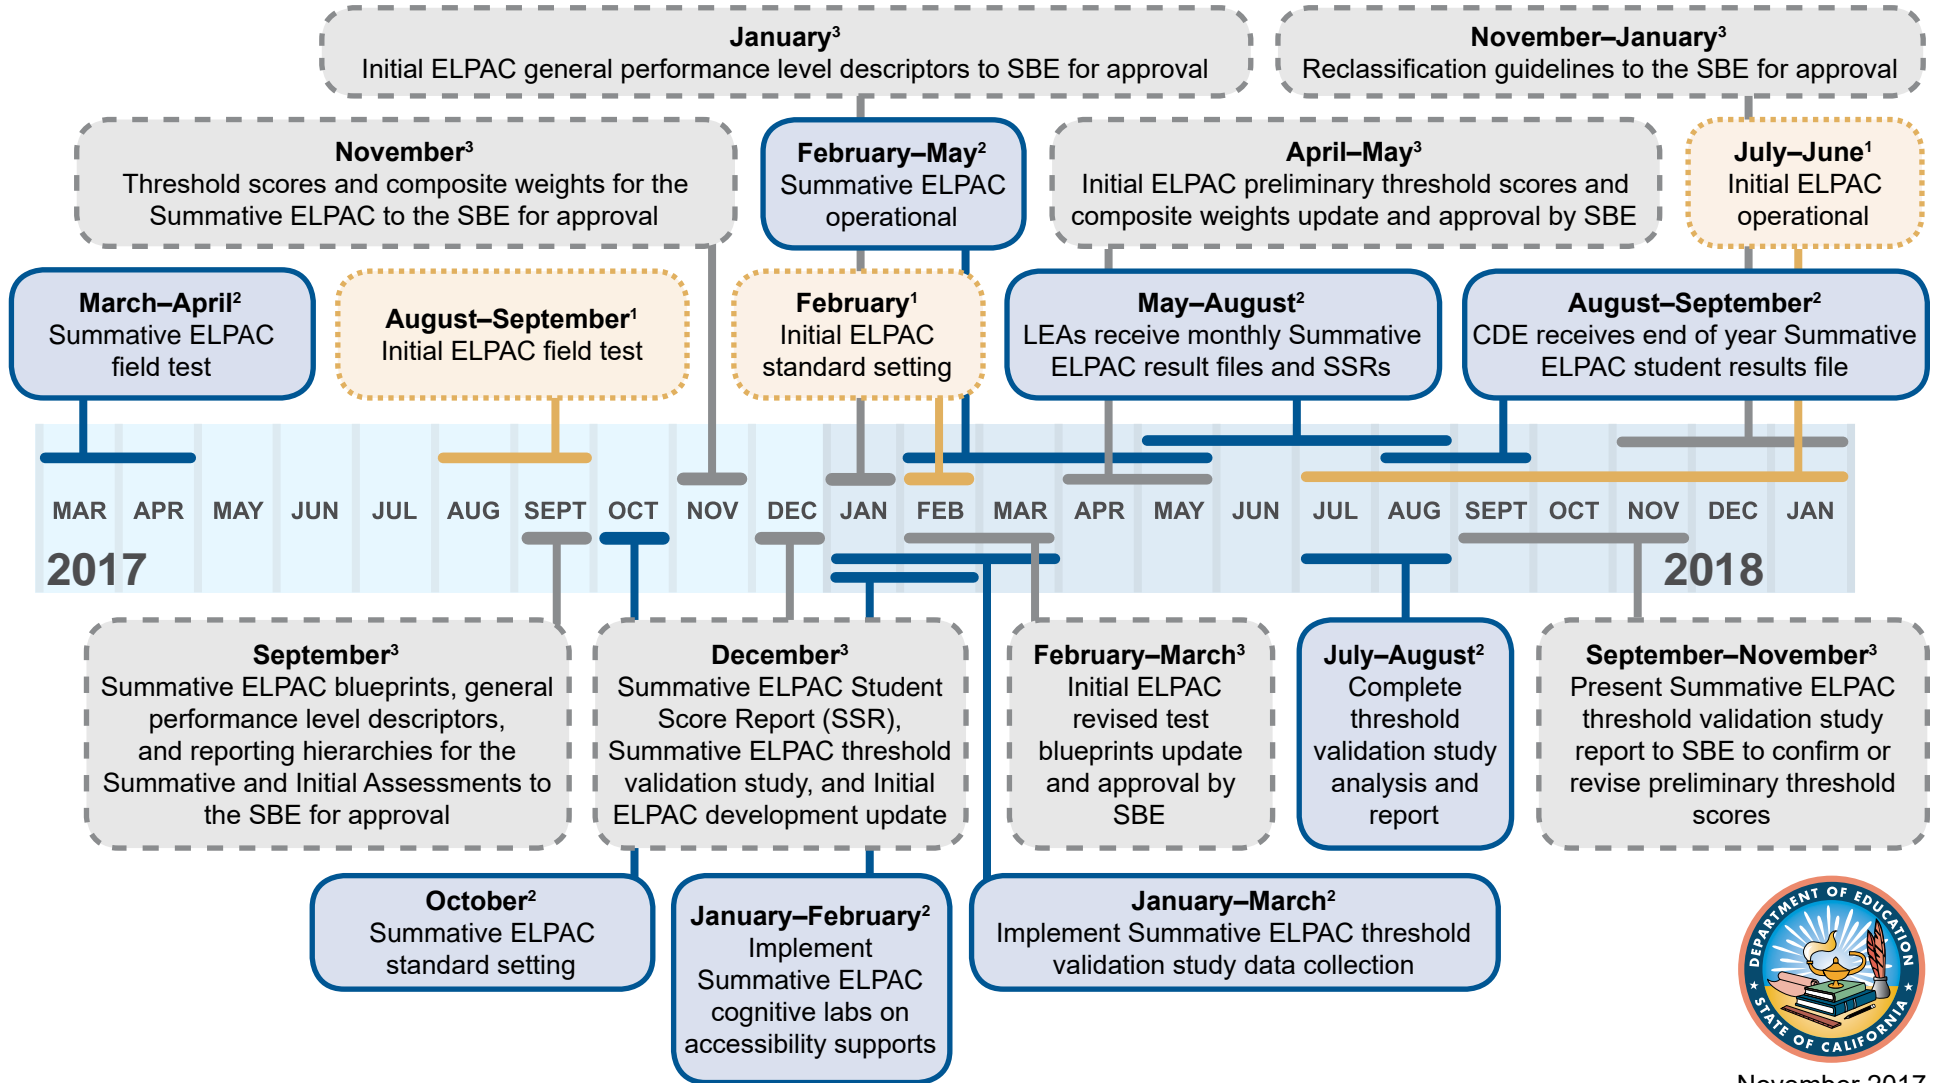 January³
Initial ELPAC general performance level descriptors to SBE for approval
November–January³
Reclassification guidelines to the SBE for approval
November³
Threshold scores and composite weights for the
Summative ELPAC to the SBE for approval
February–May²
Summative ELPAC
operational
April–May³
Initial ELPAC preliminary threshold scores and
composite weights update and approval by SBE
July–June¹
Initial ELPAC
operational
March–April²
Summative ELPAC
field test
August–September¹
Initial ELPAC field test
February¹
Initial ELPAC
standard setting
May–August²
LEAs receive monthly Summative
ELPAC result files and SSRs
August–September²
CDE receives end of year Summative
ELPAC student results file
MAR APR MAY JUN JUL AUG SEPT OCT NOV DEC JAN FEB MAR APR MAY JUN JUL AUG SEPT OCT NOV DEC JAN
2017
2018
September³
Summative ELPAC blueprints, general
performance level descriptors,
and reporting hierarchies for the
Summative and Initial Assessments to
the SBE for approval
December³
Summative ELPAC Student
Score Report (SSR),
Summative ELPAC threshold
validation study, and Initial
ELPAC development update
February–March³
Initial ELPAC
revised test
blueprints update
and approval by
SBE
July–August²
Complete
threshold
validation study
analysis and
report
September–November³
Present Summative ELPAC
threshold validation study
report to SBE to confirm or
revise preliminary threshold
scores
October²
Summative ELPAC
standard setting
January–February²
Implement
Summative ELPAC
cognitive labs on
accessibility supports
January–March²
Implement Summative ELPAC threshold
validation study data collection
DEPARTMENT OF EDUCATION
STATE OF CALIFORNIA
November 2017